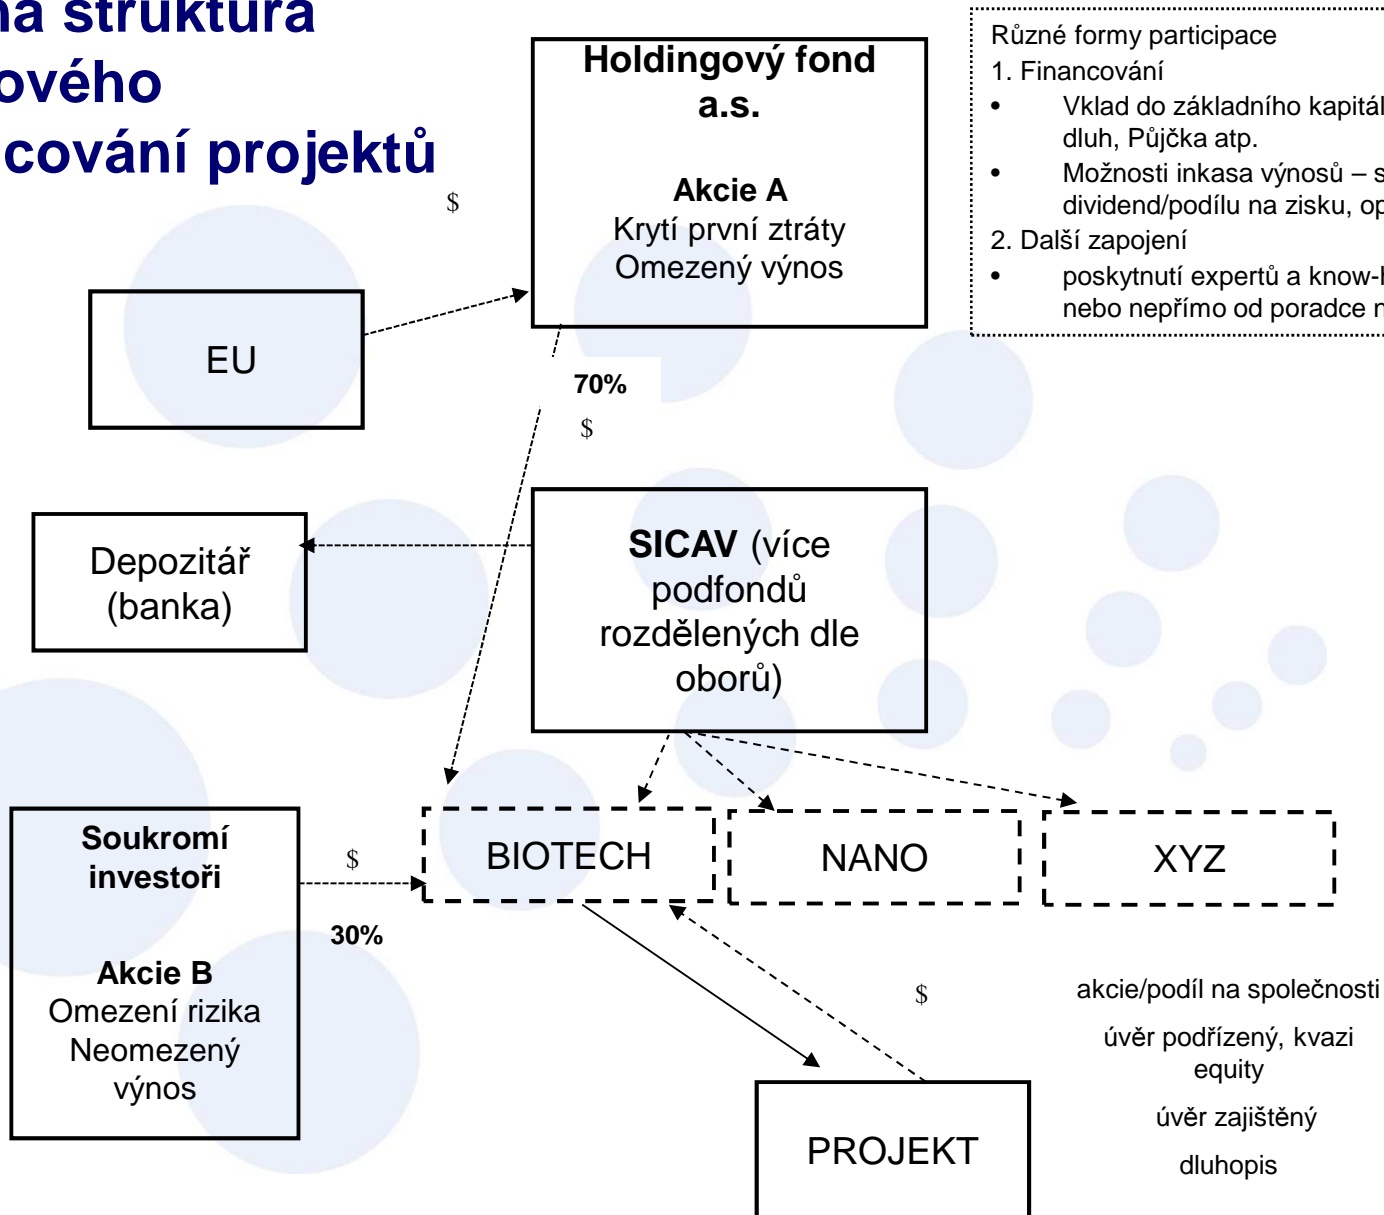 ná struktura
ového
cování projektů
Holdingový fond
a.s.
Akcie A
Krytí první ztráty
Omezený výnos
Různé formy participace
1. Financování
• Vklad do základního kapitál
dluh, Půjčka atp.
• Možnosti inkasa výnosů – s
dividend/podílu na zisku, op
2. Další zapojení
• poskytnutí expertů a know-h
nebo nepřímo od poradce n
$
EU
70%
$
Depozitář
(banka)
SICAV (více
podfondů
rozdělených dle
oborů)
Soukromí
investoři
Akcie B
Omezení rizika
Neomezený
výnos
$
30%
BIOTECH
NANO
XYZ
$
akcie/podíl na společnosti
úvěr podřízený, kvazi
equity
úvěr zajištěný
dluhopis
PROJEKT